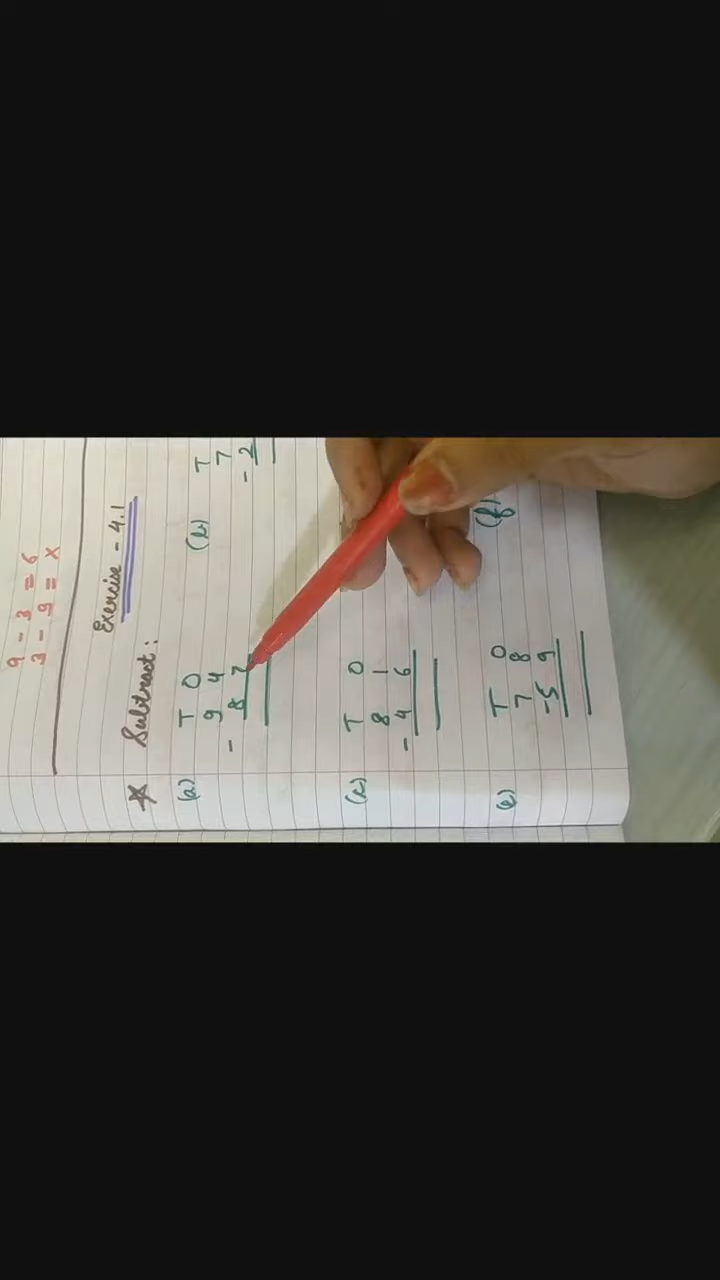 9 - 3 = 6
3 - 9 = x
Exercise - 4.1
* Subtract :
(a) T O (b) T
9 4 7
- 8 7 - 2
(c) T O
8 1
- 4 6
(e) T O (f)
7 8
- 5 9